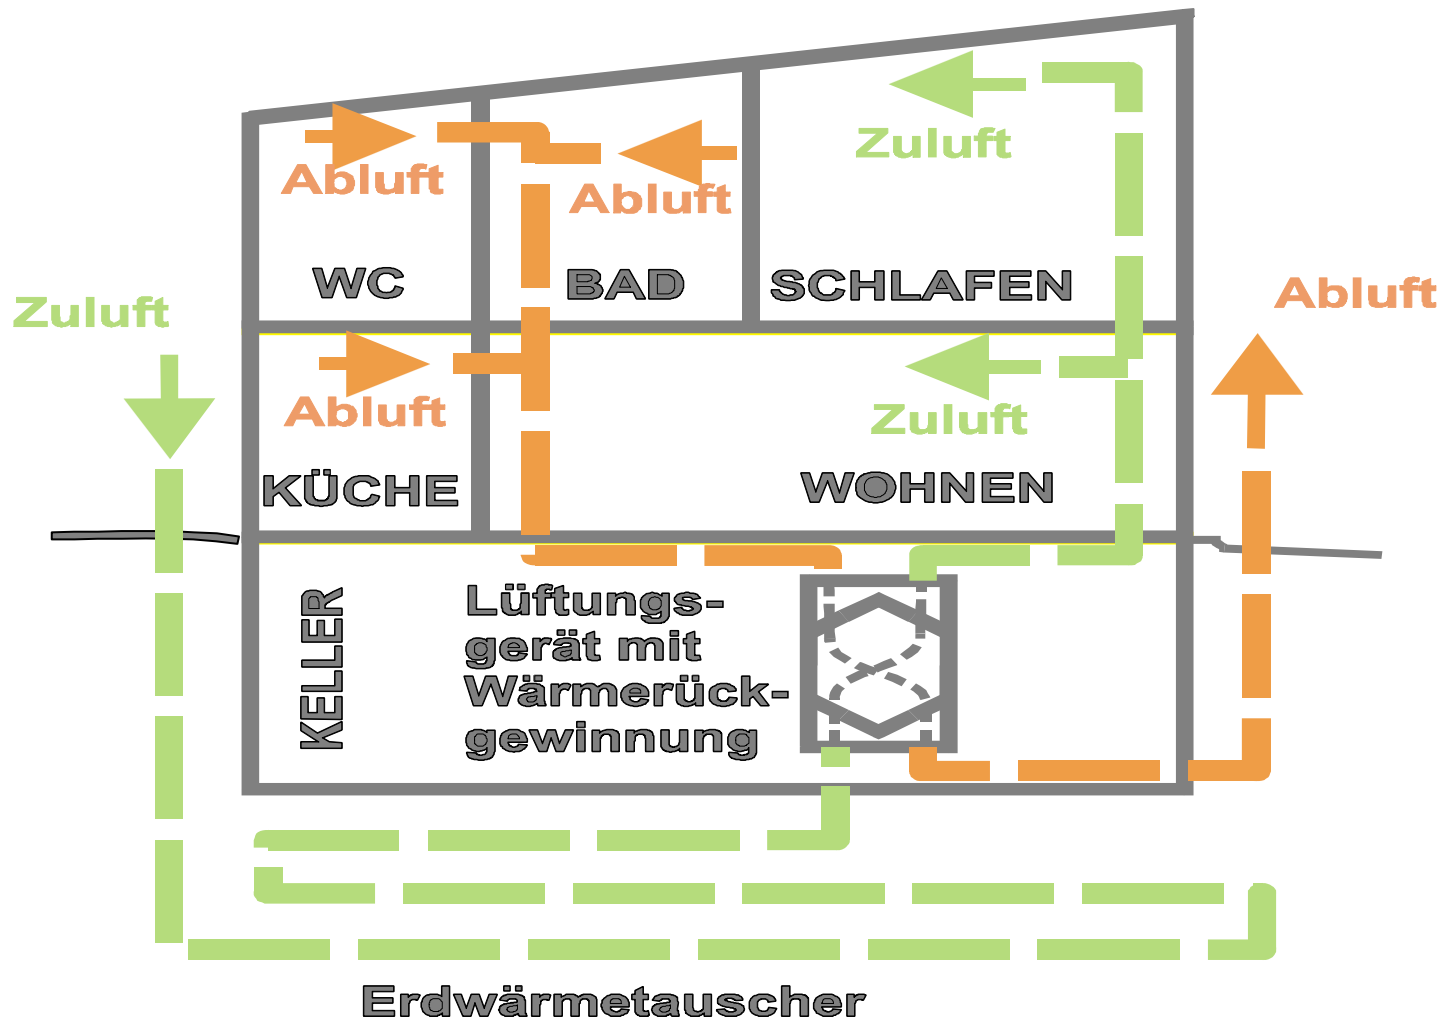 Zuluft
Abluft
Abluft
WC
BAD
SCHLAFEN
Zuluft
Abluft
Abluft
Zuluft
KÜCHE
WOHNEN
KELLER
Lüftungs-
gerät mit
Wärmerück-
gewinnung
Erdwärmetauscher